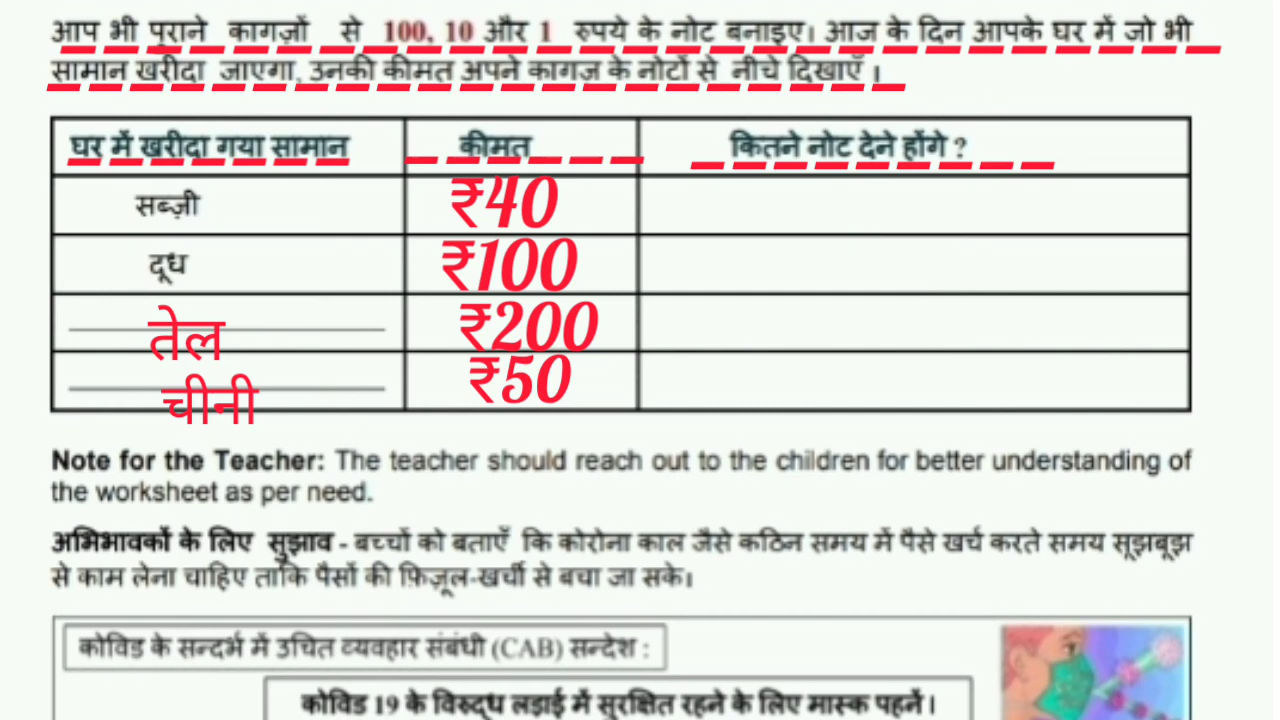 आप भी पुराने कागज़ों से 100, 10 और 1 रुपये के नोट बनाइए। आज के दिन आपके घर में जो भी
सामान खरीदा जाएगा, उनकी कीमत अपने कागज़ के नोटों से नीचे दिखाएँ ।
घर में खरीदा गया सामान कीमत कितने नोट देने होंगे ?
सब्ज़ी ₹40
दूध ₹100
तेल ₹200
चीनी ₹50
Note for the Teacher: The teacher should reach out to the children for better understanding of
the worksheet as per need.
अभिभावकों के लिए सुझाव - बच्चों को बताएँ कि कोरोना काल जैसे कठिन समय में पैसे खर्च करते समय सूझबूझ
से काम लेना चाहिए ताकि पैसों की फ़िज़ूल-खर्ची से बचा जा सके।
कोविड के सन्दर्भ में उचित व्यवहार संबंधी (CAB) सन्देश :
कोविड 19 के विरुद्ध लड़ाई में सुरक्षित रहने के लिए मास्क पहनें।